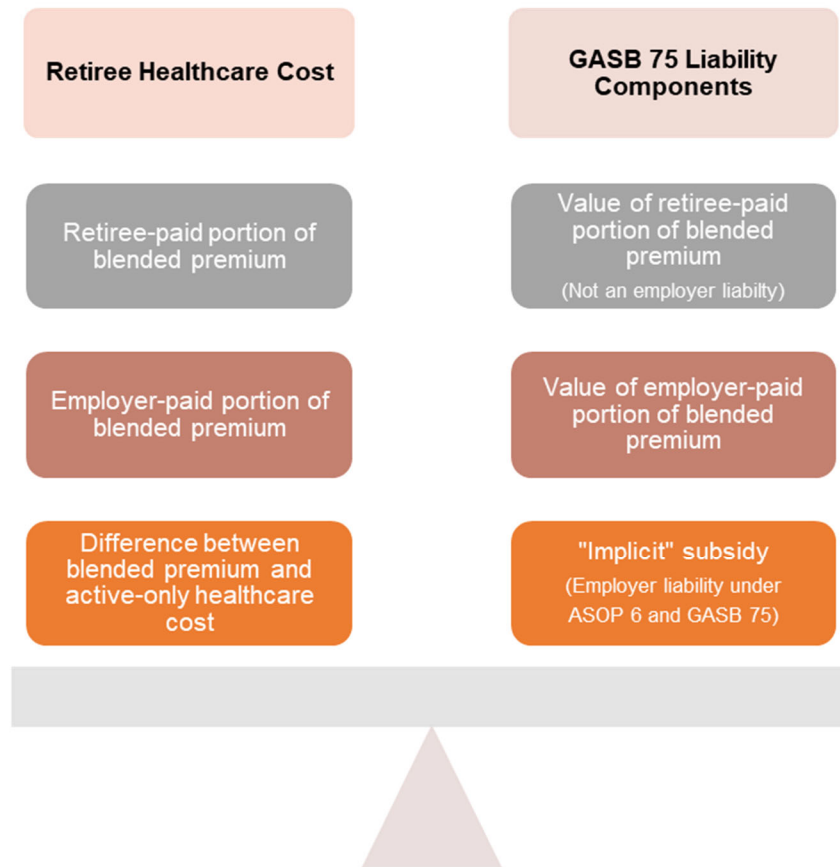 Retiree Healthcare Cost
GASB 75 Liability
Components
Retiree-paid portion of
blended premium
Value of retiree-paid
portion of blended
premium
(Not an employer liabilty)
Employer-paid portion of
blended premium
Value of employer-paid
portion of blended
premium
Difference between
blended premium and
active-only healthcare
cost
"Implicit" subsidy
(Employer liability under
ASOP 6 and GASB 75)